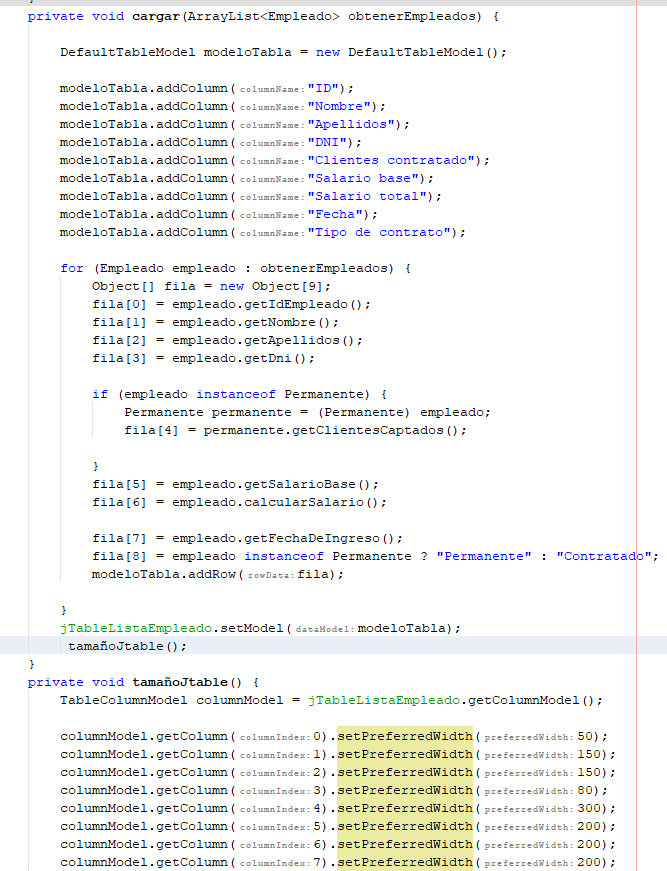 private void cargar(ArrayList<Empleado> obtenerEmpleados) {
DefaultTableModel modeloTabla = new DefaultTableModel();
modeloTabla.addColumn(columnName:"ID");
modeloTabla.addColumn(columnName:"Nombre");
modeloTabla.addColumn(columnName:"Apellidos");
modeloTabla.addColumn(columnName:"DNI");
modeloTabla.addColumn(columnName:"Clientes contratado");
modeloTabla.addColumn(columnName:"Salario base");
modeloTabla.addColumn(columnName:"Salario total");
modeloTabla.addColumn(columnName:"Fecha");
modeloTabla.addColumn(columnName:"Tipo de contrato");
for (Empleado empleado : obtenerEmpleados) {
Object[] fila = new Object[9];
fila[0] = empleado.getIdEmpleado();
fila[1] = empleado.getNombre();
fila[2] = empleado.getApellidos();
fila[3] = empleado.getDni();
if (empleado instanceof Permanente) {
Permanente permanente = (Permanente) empleado;
fila[4] = permanente.getClientesCaptados();
}
fila[5] = empleado.getSalarioBase();
fila[6] = empleado.calcularSalario();
fila[7] = empleado.getFechaDeIngreso();
fila[8] = empleado instanceof Permanente ? "Permanente" : "Contratado";
modeloTabla.addRow(rowData:fila);
}
jTableListaEmpleado.setModel(dataModel:modeloTabla);
tamañoJtable();
}
private void tamañoJtable() {
TableColumnModel columnModel = jTableListaEmpleado.getColumnModel();
columnModel.getColumn(columnIndex:0).setPreferredWidth(preferredWidth:50);
columnModel.getColumn(columnIndex:1).setPreferredWidth(preferredWidth:150);
columnModel.getColumn(columnIndex:2).setPreferredWidth(preferredWidth:150);
columnModel.getColumn(columnIndex:3).setPreferredWidth(preferredWidth:80);
columnModel.getColumn(columnIndex:4).setPreferredWidth(preferredWidth:300);
columnModel.getColumn(columnIndex:5).setPreferredWidth(preferredWidth:200);
columnModel.getColumn(columnIndex:6).setPreferredWidth(preferredWidth:200);
columnModel.getColumn(columnIndex:7).setPreferredWidth(preferredWidth:200);